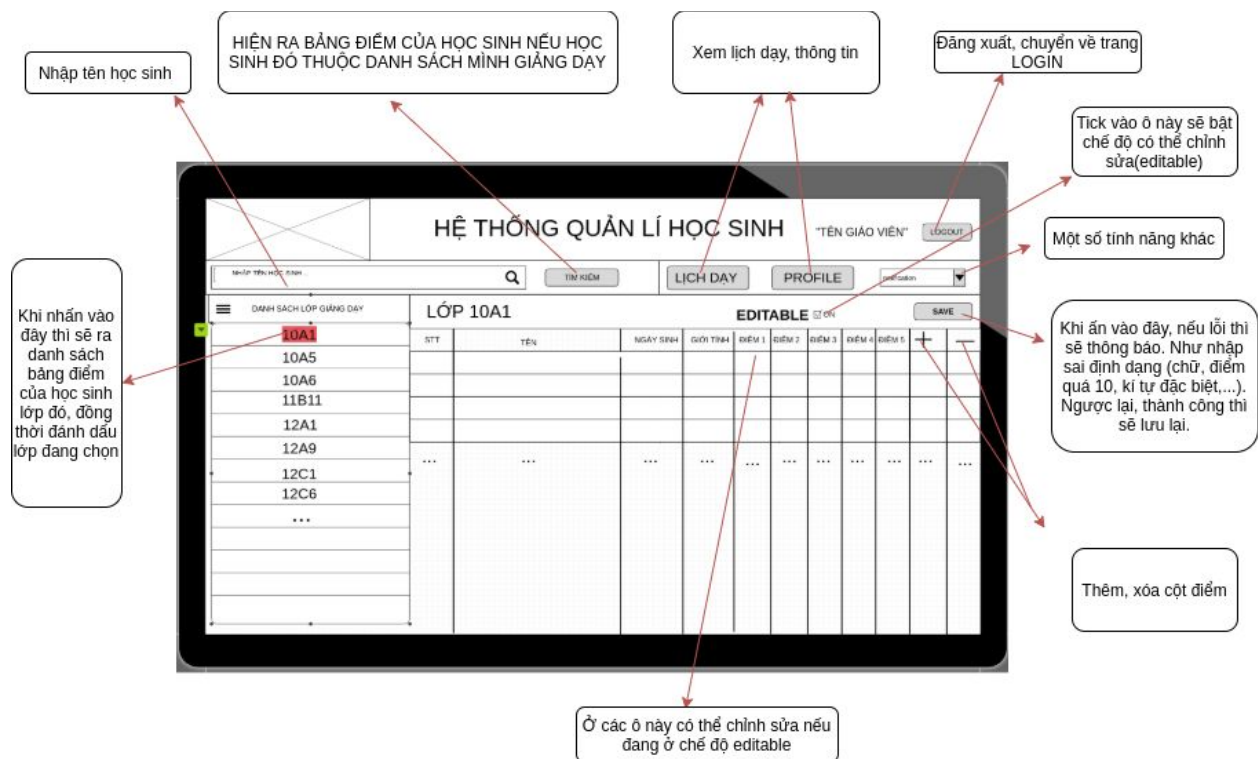 HIỆN RA BẢNG ĐIỂM CỦA HỌC SINH NẾU HỌC
SINH ĐÓ THUỘC DANH SÁCH MÌNH GIẢNG DẠY
Nhập tên học sinh
Xem lịch dạy, thông tin
Đăng xuất, chuyển về trang
LOGIN
Tick vào ô này sẽ bật
chế độ có thể chỉnh
sửa(editable)
HỆ THỐNG QUẢN LÍ HỌC SINH
"TÊN GIÁO VIÊN"
LOGOUT
Một số tính năng khác
NHẬP TÊN HỌC SINH...
TÌM KIẾM
LỊCH DẠY
PROFILE
Khi nhấn vào
đây thì sẽ ra
danh sách
bảng điểm
của học sinh
lớp đó, đồng
thời đánh dấu
lớp đang chọn
DANH SÁCH LỚP GIẢNG DẠY
LỚP 10A1
EDITABLE
ON
SAVE
10A1
10A5
10A6
11B11
12A1
12A9
12C1
12C6
...
STT
TÊN
NGÀY SINH
GIỚI TÍNH
ĐIỂM 1
ĐIỂM 2
ĐIỂM 3
ĐIỂM 4
ĐIỂM 5
+
—
... ... ... ... ... ... ... ... ... ... ...
Khi ấn vào đây, nếu lỗi thì
sẽ thông báo. Như nhập
sai định dạng (chữ, điểm
quá 10, kí tự đặc biệt,...).
Ngược lại, thành công thì
sẽ lưu lại.
Thêm, xóa cột điểm
Ở các ô này có thể chỉnh sửa nếu
đang ở chế độ editable